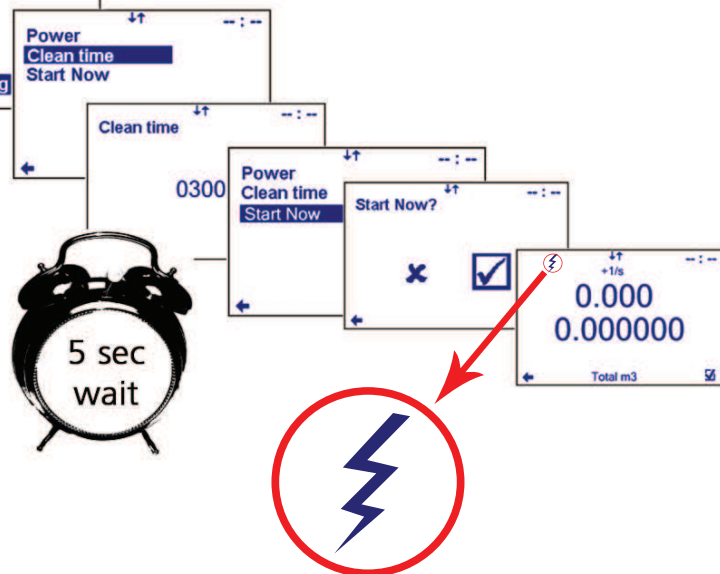 --:--
Power
Clean time
Start Now
g
--:--
Clean time
0300
--:--
Power
Clean time
Start Now
--:--
Start Now?
--:--
+1/s
0.000
0.000000
Total m3
5 sec
wait